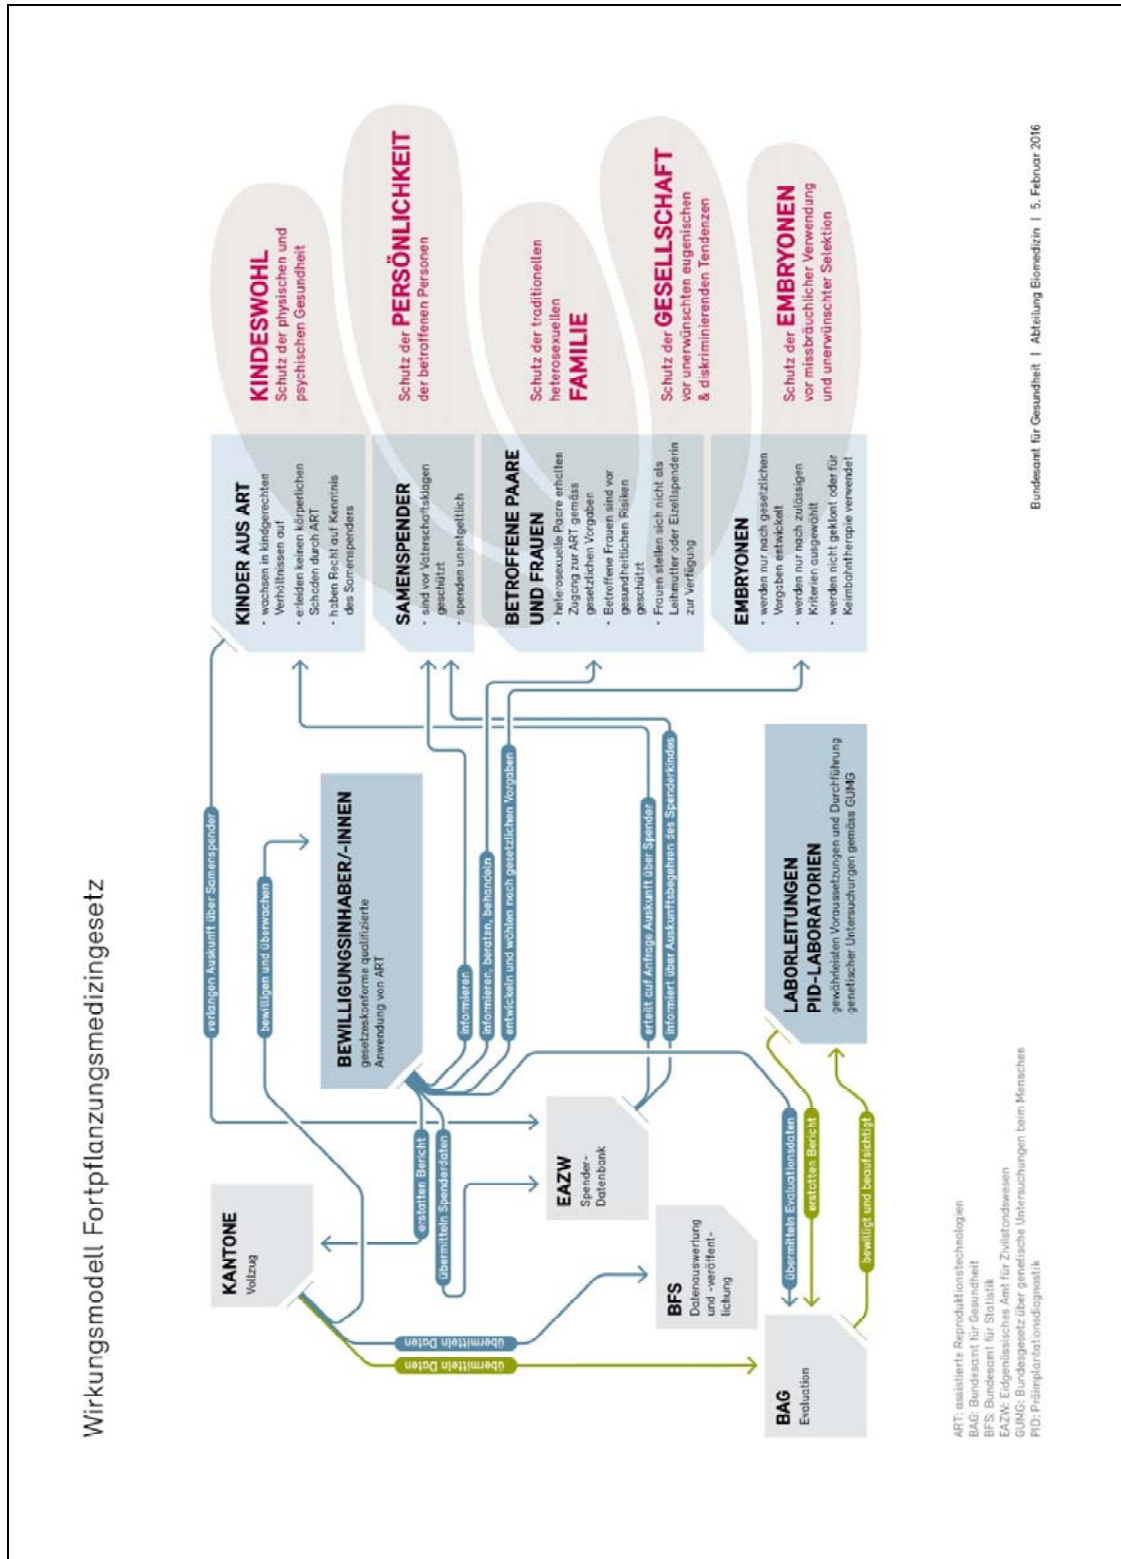 Wirkungsmodell Fortpflanzungsmedizingesetz
KANTONE
Vollzug
EAZW
Spender-
Datenbank
BFS
Datenauswertung
und -veröffent-
lichung
BAG
Evaluation
übermitteln Daten
übermitteln Daten
verlangen Auskunft über Samenspender
bewilligen und überwachen
erstatten Bericht
übermitteln Spenderdaten
BEWILLIGUNGSINHABER/-INNEN
gesetzeskonforme qualifizierte
Anwendung von ART
informieren
informieren, beraten, behandeln
entwickeln und wählen nach gesetzlichen Vorgaben
erteilt auf Anfrage Auskunft über Spender
informiert über Auskunftsbegehren des Spenderkindes
übermitteln Evaluationsdaten
erstatten Bericht
bewilligt und beaufsichtigt
LABORLEITUNGEN
PID-LABORATORIEN
gewährleisten Voraussetzungen und Durchführung
genetischer Untersuchungen gemäss GUMG
KINDER AUS ART
· wachsen in kindgerechten
Verhältnissen auf
· erleiden keinen körperlichen
Schaden durch ART
· haben Recht auf Kenntnis
des Samenspenders
SAMENSPENDER
· sind vor Vaterschaftsklagen
geschützt
· spenden unentgeltlich
BETROFFENE PAARE
UND FRAUEN
· heterosexuelle Paare erhalten
Zugang zur ART gemäss
gesetzlichen Vorgaben
· Betroffene Frauen sind vor
gesundheitlichen Risiken
geschützt
· Frauen stellen sich nicht als
Leihmutter oder Eizellspenderin
zur Verfügung
EMBRYONEN
· werden nur nach gesetzlichen
Vorgaben entwickelt
· werden nur nach zulässigen
Kriterien ausgewählt
· werden nicht geklont oder für
Keimbahntherapie verwendet
KINDESWOHL
Schutz der physischen und
psychischen Gesundheit
Schutz der PERSÖNLICHKEIT
der betroffenen Personen
Schutz der traditionellen
heterosexuellen
FAMILIE
Schutz der GESELLSCHAFT
vor unerwünschten eugenischen
& diskriminierenden Tendenzen
Schutz der EMBRYONEN
vor missbräuchlicher Verwendung
und unerwünschter Selektion
ART: assistierte Reproduktionstechnologien
BAG: Bundesamt für Gesundheit
BFS: Bundesamt für Statistik
EAZW: Eidgenössisches Amt für Zivilstandswesen
GUMG: Bundesgesetz über genetische Untersuchungen beim Menschen
PID: Präimplantationsdiagnostik
Bundesamt für Gesundheit | Abteilung Biomedizin | 5. Februar 2016